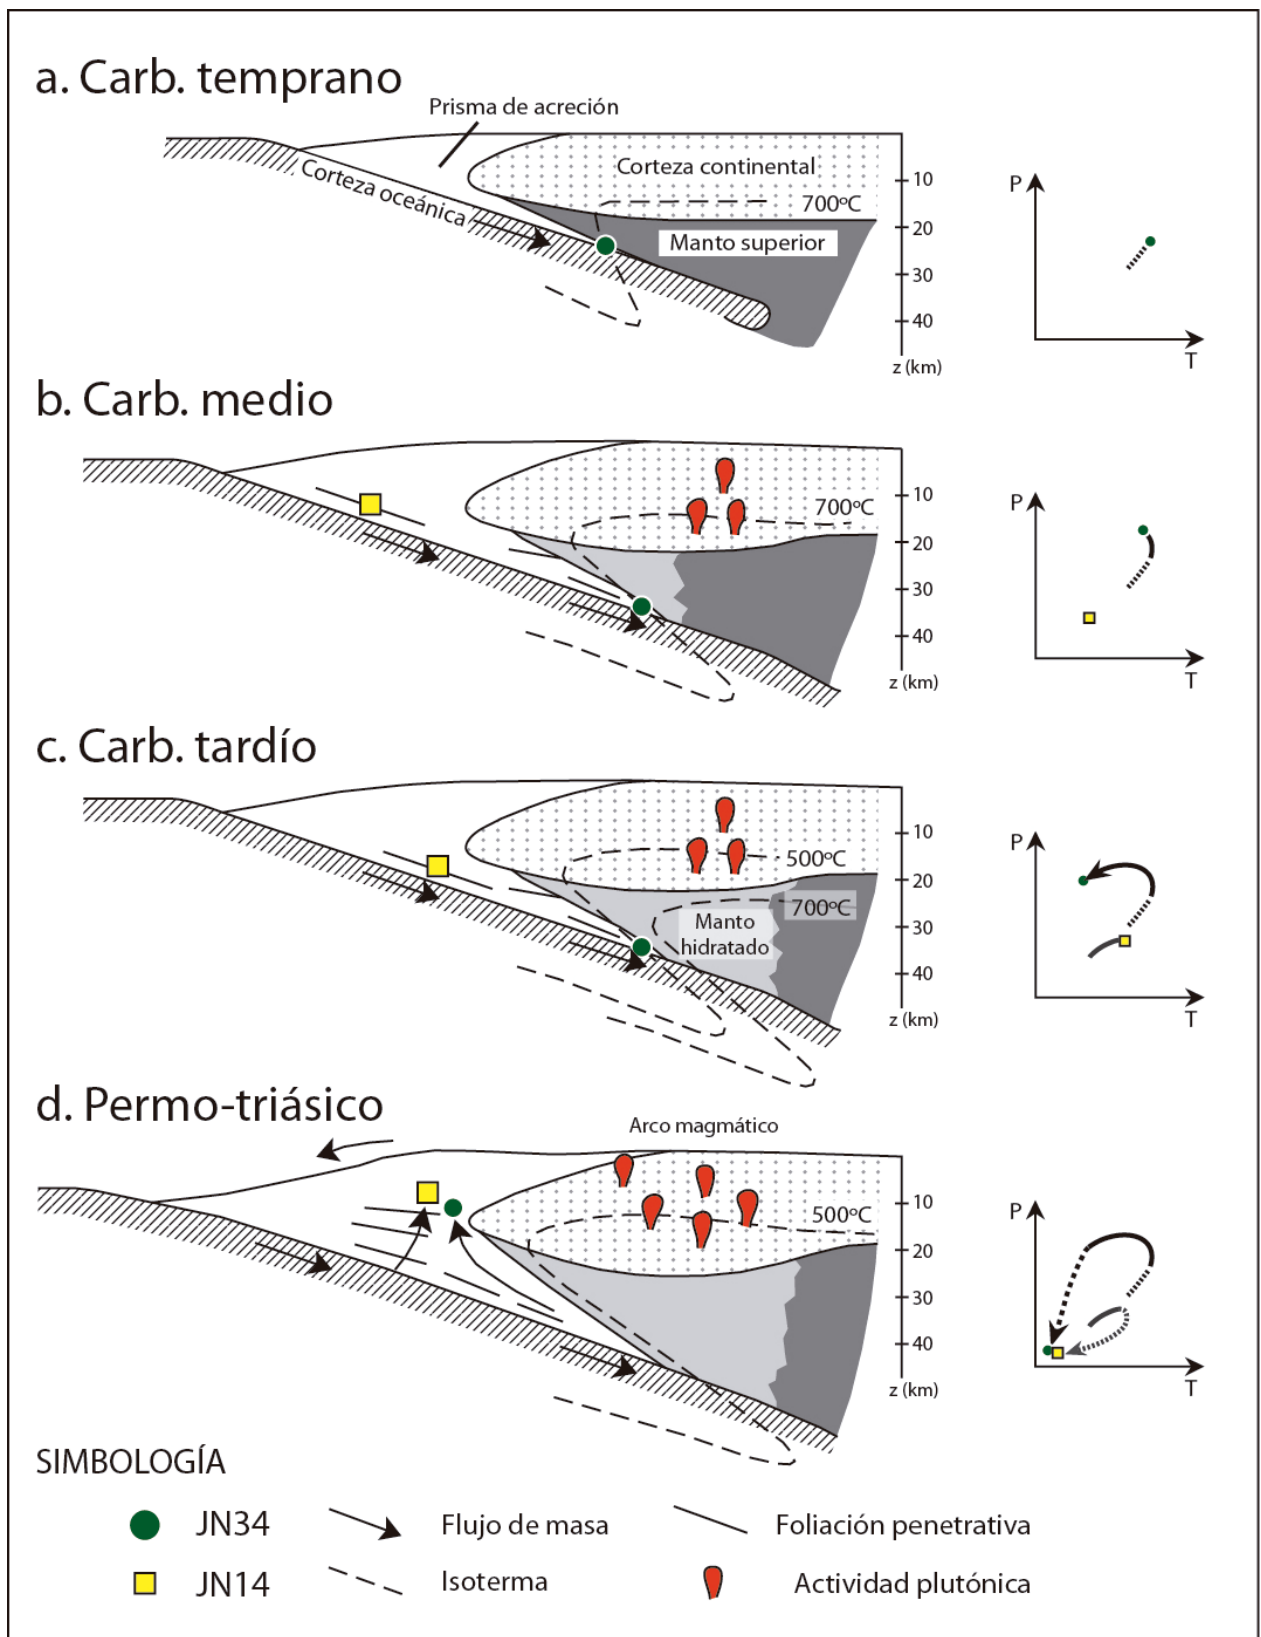 a. Carb. temprano
Prisma de acreción
Corteza oceánica
Corteza continental
700ºC
Manto superior
10
20
30
40
z (km)
P
T
b. Carb. medio
700ºC
10
20
30
40
z (km)
P
T
c. Carb. tardío
500ºC
700ºC
Manto
hidratado
10
20
30
40
z (km)
P
T
d. Permo-triásico
Arco magmático
500ºC
10
20
30
40
z (km)
P
T
SIMBOLOGÍA
JN34 Flujo de masa Foliación penetrativa
JN14 Isoterma Actividad plutónica